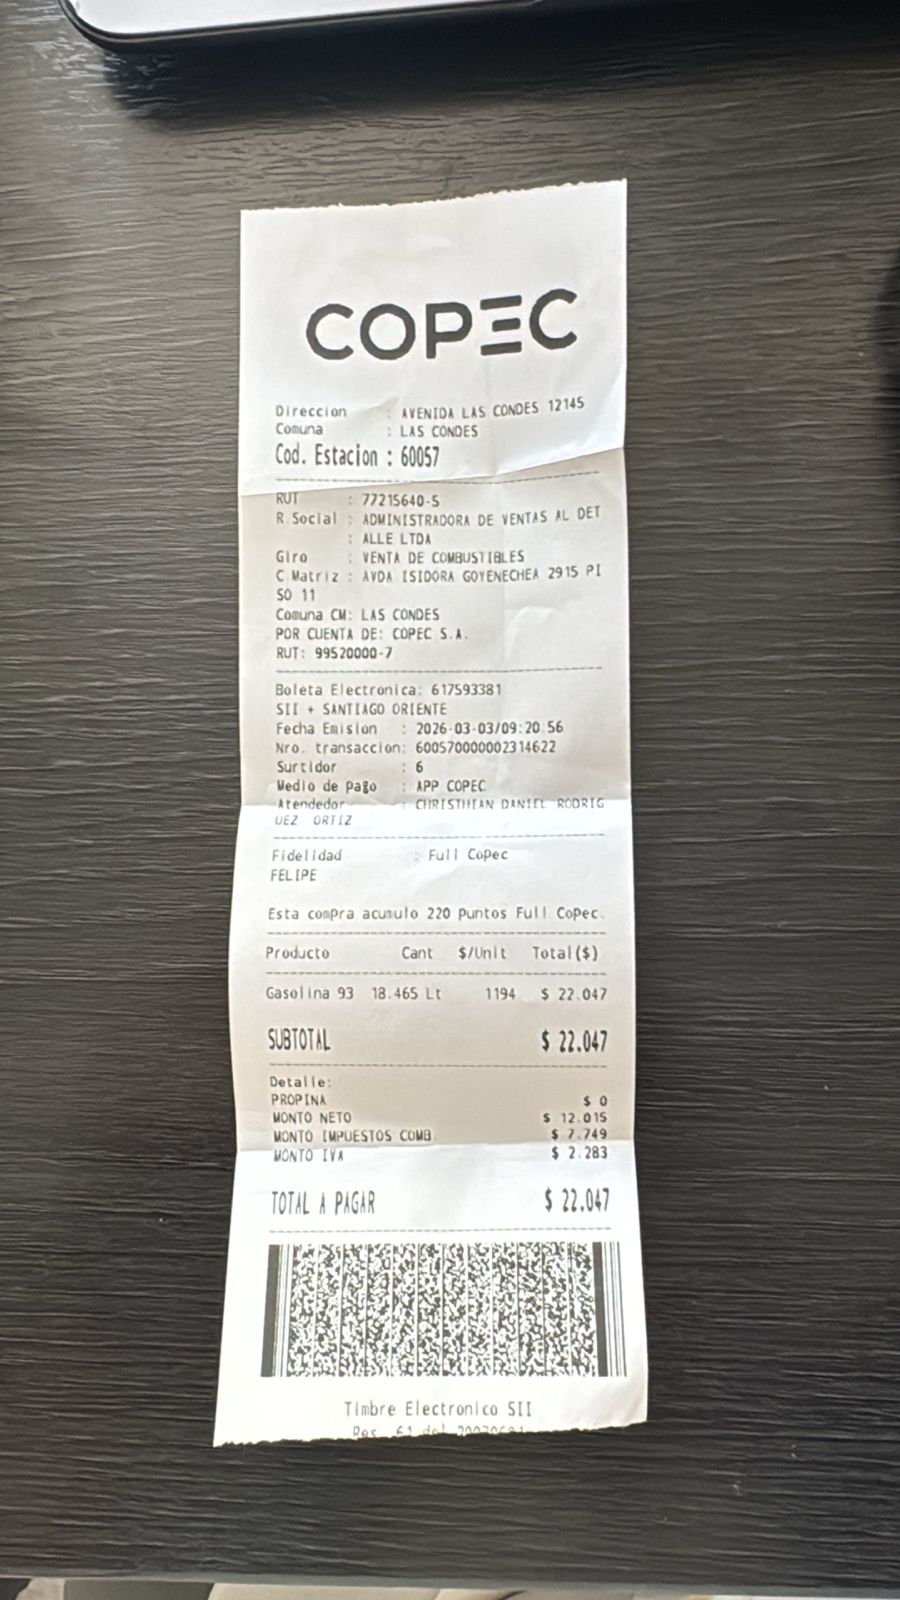 COPEC
Direccion : AVENIDA LAS CONDES 12145
Comuna : LAS CONDES
Cod. Estacion : 60057
RUT : 77215640-5
R.Social : ADMINISTRADORA DE VENTAS AL DET
: ALLE LTDA
Giro : VENTA DE COMBUSTIBLES
C.Matriz : AVDA ISIDORA GOYENECHEA 2915 PI
SO 11
Comuna CM: LAS CONDES
POR CUENTA DE: COPEC S.A.
RUT: 99520000-7
Boleta Electronica: 617593381
SII + SANTIAGO ORIENTE
Fecha Emision : 2026-03-03/09:20:56
Nro. transaccion: 600570000002314622
Surtidor : 6
Medio de pago : APP COPEC
Atendedor : CHRISTHIAN DANIEL RODRIG
UEZ ORTIZ
Fidelidad : Full Copec
FELIPE
Esta compra acumulo 220 puntos Full Copec.
Producto Cant $/Unit Total($)
Gasolina 93 18.465 Lt 1194 $ 22.047
SUBTOTAL $ 22.047
Detalle:
PROPINA $ 0
MONTO NETO $ 12.015
MONTO IMPUESTOS COMB. $ 7.749
MONTO IVA $ 2.283
TOTAL A PAGAR $ 22.047
Timbre Electronico SII
Res. 61 del